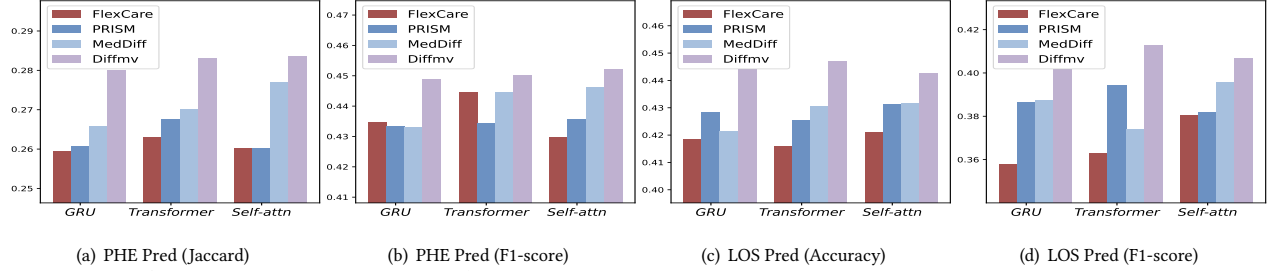 FlexCare
PRISM
MedDiff
Diffmv
0.29
0.28
0.27
0.26
0.25
GRU Transformer Self-attn
(a) PHE Pred (Jaccard)
FlexCare
PRISM
MedDiff
Diffmv
0.47
0.46
0.45
0.44
0.43
0.42
0.41
GRU Transformer Self-attn
(b) PHE Pred (F1-score)
FlexCare
PRISM
MedDiff
Diffmv
0.46
0.45
0.44
0.43
0.42
0.41
0.40
GRU Transformer Self-attn
(c) LOS Pred (Accuracy)
FlexCare
PRISM
MedDiff
Diffmv
0.42
0.40
0.38
0.36
GRU Transformer Self-attn
(d) LOS Pred (F1-score)